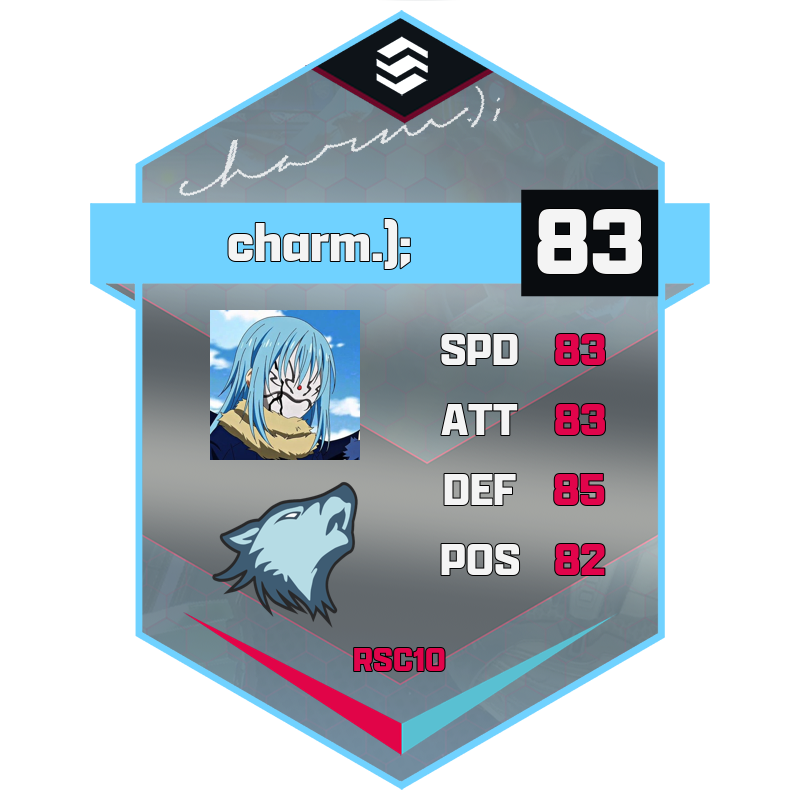 charm.);
charm.);
83
SPD 83
ATT 83
DEF 85
POS 82
RSC10